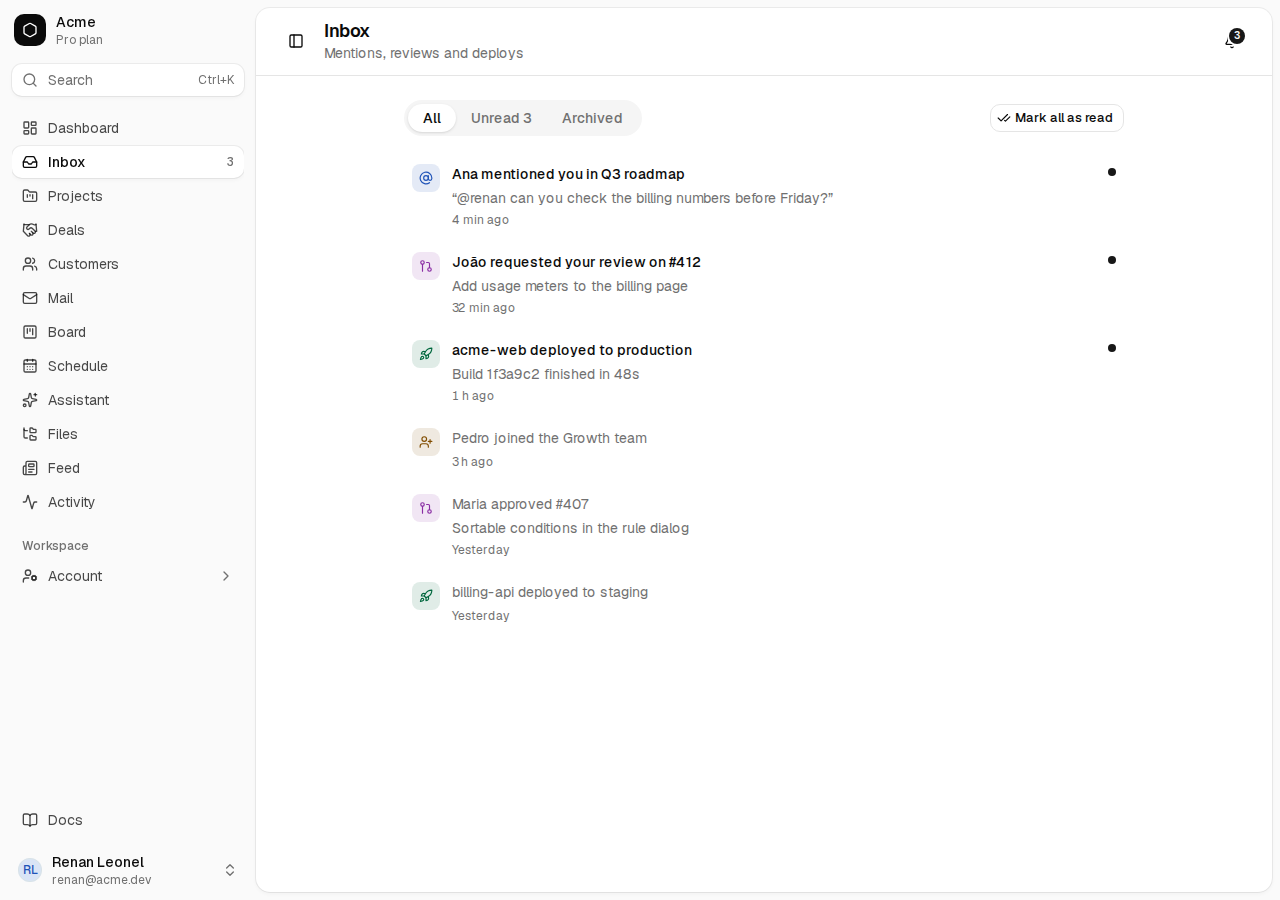 Acme
Pro plan
Search Ctrl+K
Dashboard
Inbox 3
Projects
Deals
Customers
Mail
Board
Schedule
Assistant
Files
Feed
Activity
Workspace
Account
Docs
RL
Renan Leonel
renan@acme.dev
Inbox
Mentions, reviews and deploys
3
All Unread 3 Archived
Mark all as read
Ana mentioned you in Q3 roadmap
“@renan can you check the billing numbers before Friday?”
4 min ago
João requested your review on #412
Add usage meters to the billing page
32 min ago
acme-web deployed to production
Build 1f3a9c2 finished in 48s
1 h ago
Pedro joined the Growth team
3 h ago
Maria approved #407
Sortable conditions in the rule dialog
Yesterday
billing-api deployed to staging
Yesterday